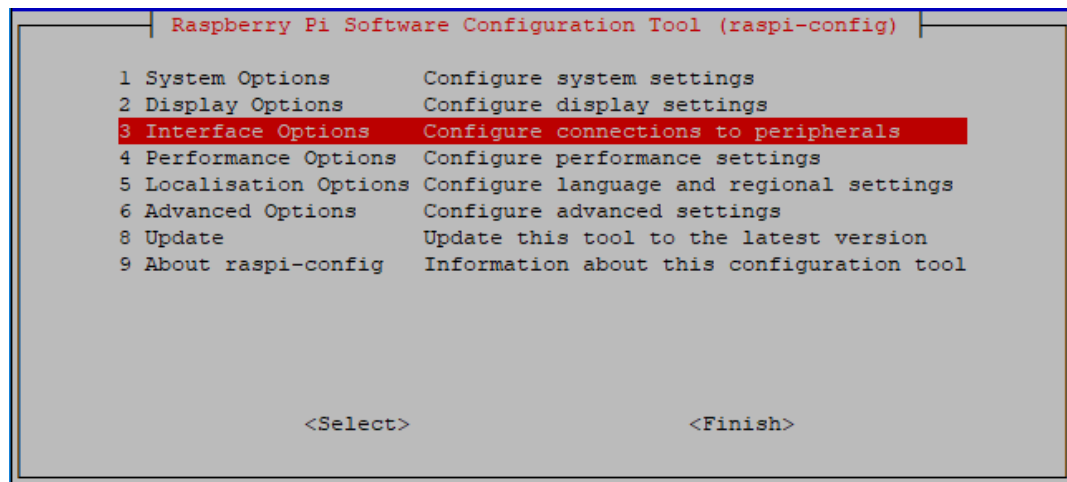 Raspberry Pi Software Configuration Tool (raspi-config)
1 System Options Configure system settings
2 Display Options Configure display settings
3 Interface Options Configure connections to peripherals
4 Performance Options Configure performance settings
5 Localisation Options Configure language and regional settings
6 Advanced Options Configure advanced settings
8 Update Update this tool to the latest version
9 About raspi-config Information about this configuration tool
<Select> <Finish>